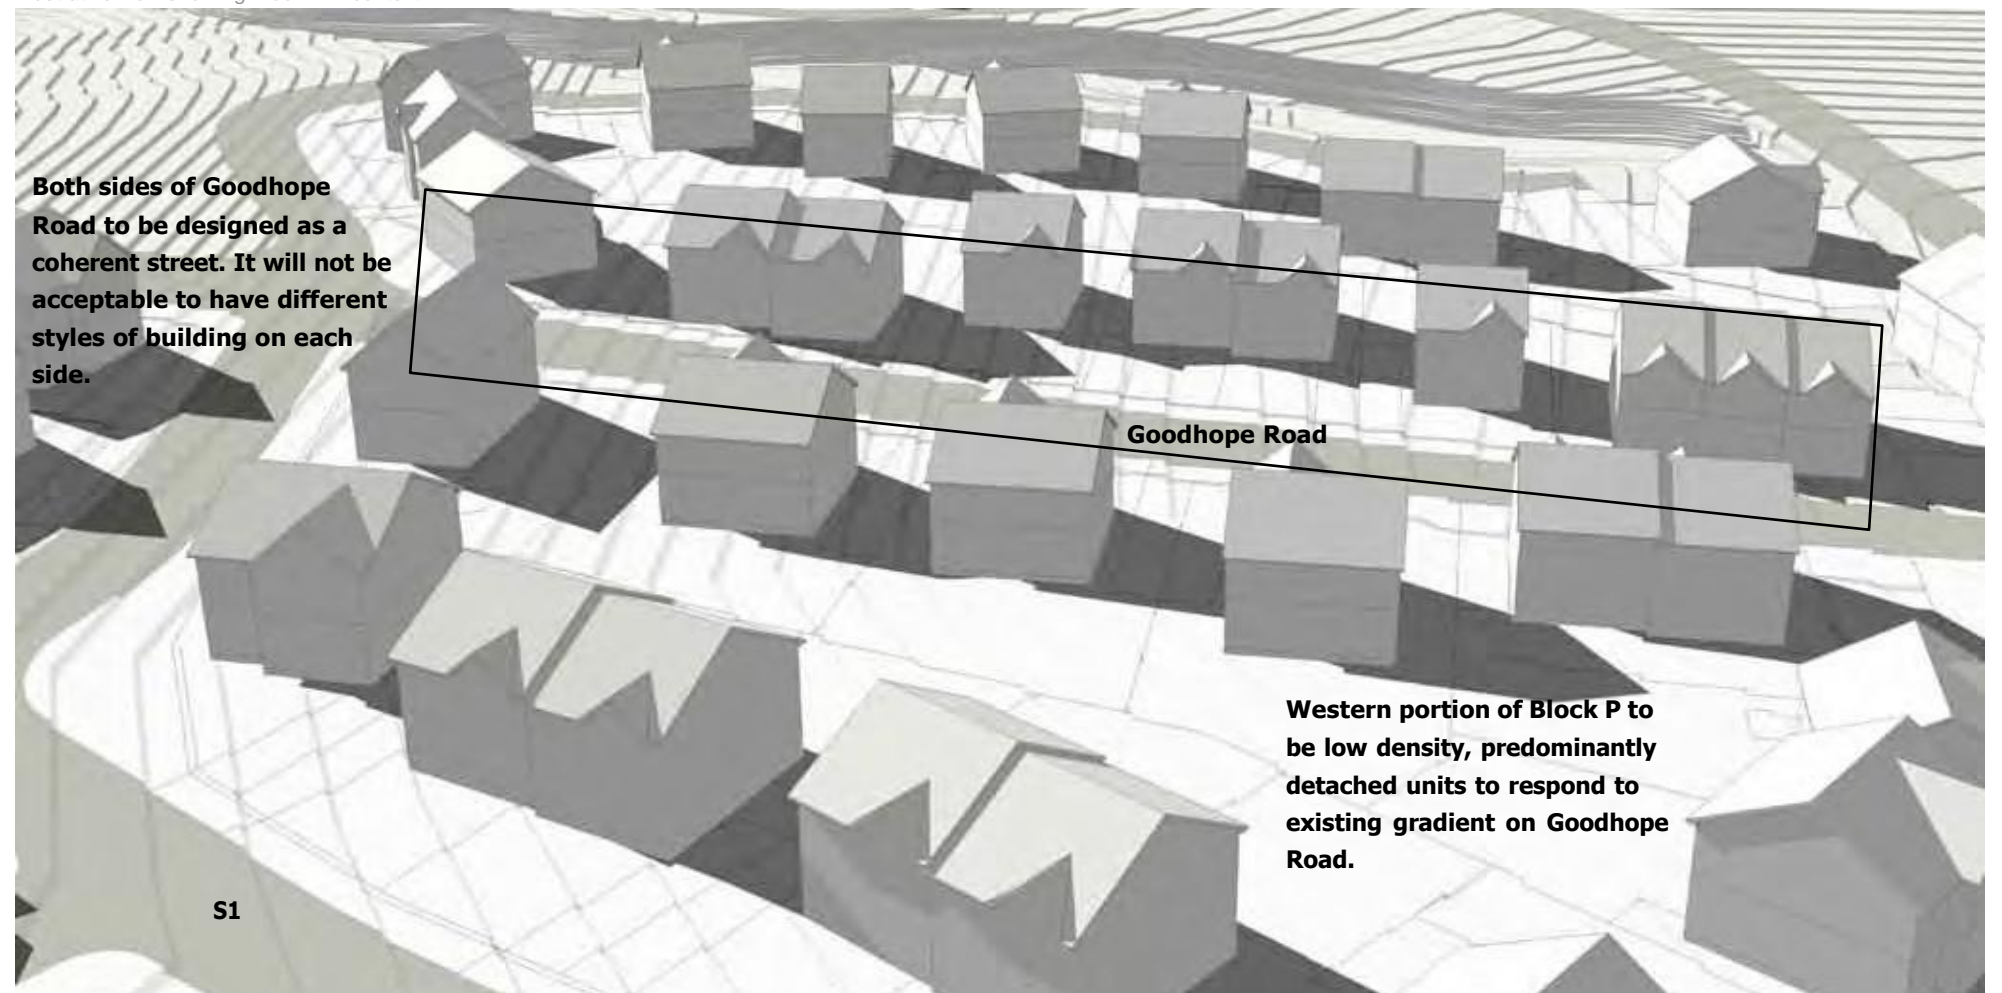 Both sides of Goodhope
Road to be designed as a
coherent street. It will not be
acceptable to have different
styles of building on each
side.
Goodhope Road
Western portion of Block P to
be low density, predominantly
detached units to respond to
existing gradient on Goodhope
Road.
S1